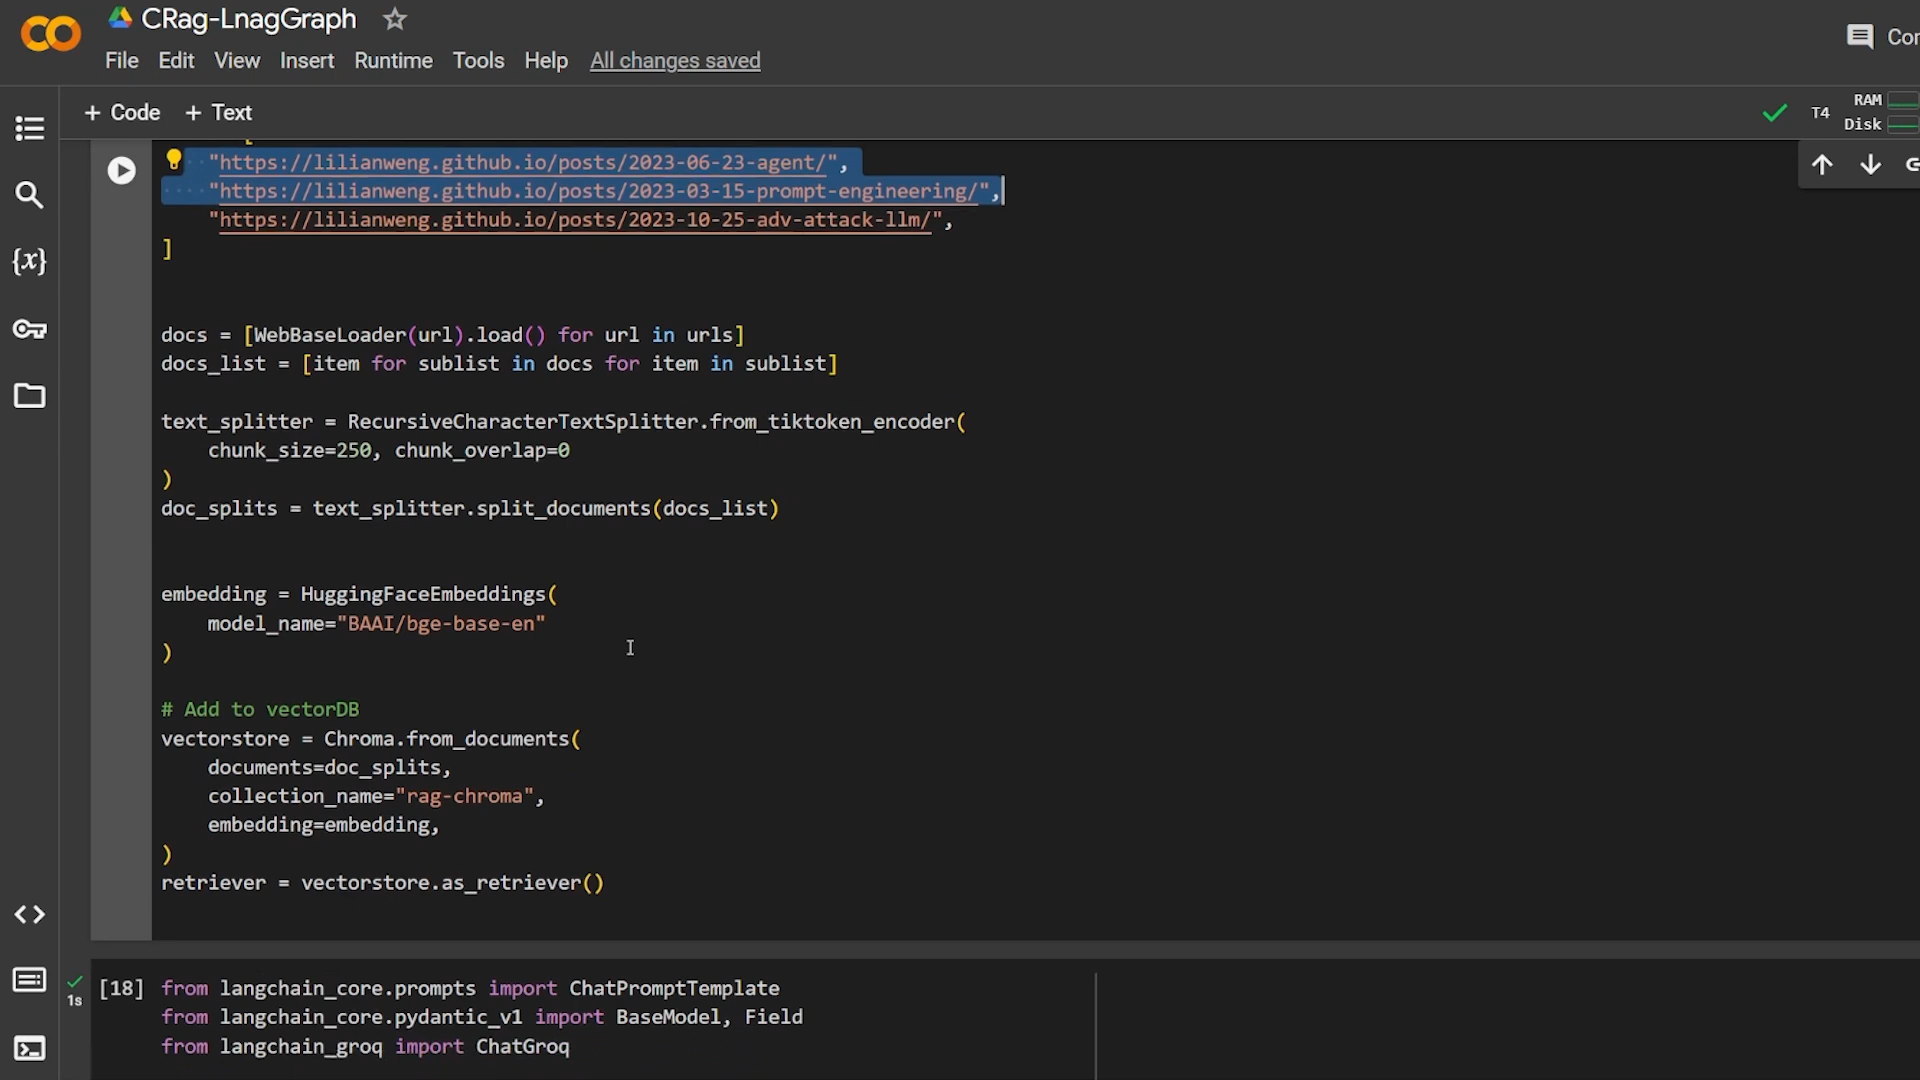 CRag-LnagGraph
File Edit View Insert Runtime Tools Help All changes saved
+ Code + Text
T4 RAM
Disk
[
"https://lilianweng.github.io/posts/2023-06-23-agent/",
"https://lilianweng.github.io/posts/2023-03-15-prompt-engineering/",
"https://lilianweng.github.io/posts/2023-10-25-adv-attack-llm/",
]
docs = [WebBaseLoader(url).load() for url in urls]
docs_list = [item for sublist in docs for item in sublist]
text_splitter = RecursiveCharacterTextSplitter.from_tiktoken_encoder(
chunk_size=250, chunk_overlap=0
)
doc_splits = text_splitter.split_documents(docs_list)
embedding = HuggingFaceEmbeddings(
model_name="BAAI/bge-base-en"
)
# Add to vectorDB
vectorstore = Chroma.from_documents(
documents=doc_splits,
collection_name="rag-chroma",
embedding=embedding,
)
retriever = vectorstore.as_retriever()
[18] from langchain_core.prompts import ChatPromptTemplate
1s
from langchain_core.pydantic_v1 import BaseModel, Field
from langchain_groq import ChatGroq